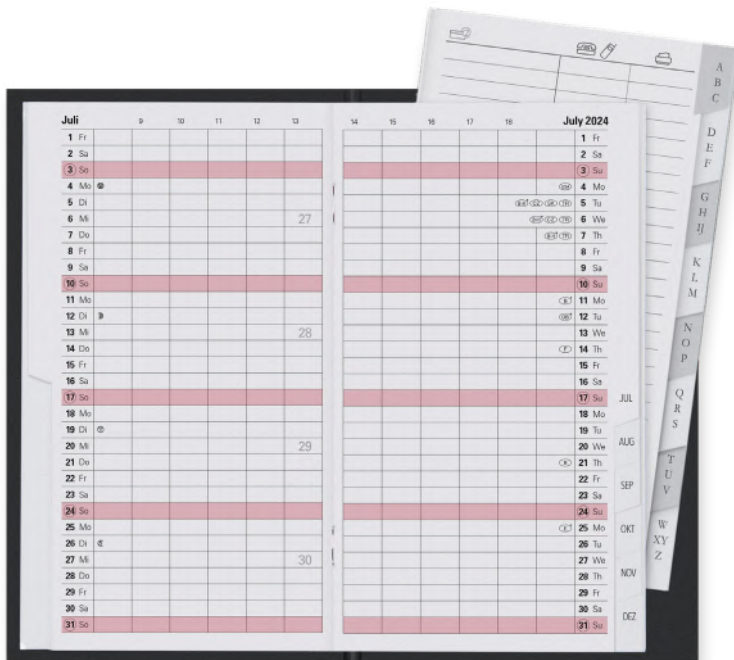 Juli 9 10 11 12 13
1 Fr
2 Sa
3 So
4 Mo
5 Di
6 Mi 27
7 Do
8 Fr
9 Sa
10 So
11 Mo
12 Di
13 Mi 28
14 Do
15 Fr
16 Sa
17 So
18 Mo
19 Di
20 Mi 29
21 Do
22 Fr
23 Sa
24 So
25 Mo
26 Di
27 Mi 30
28 Do
29 Fr
30 Sa
31 So
14 15 16 17 18 July 2024
1 Fr
2 Sa
3 Su
4 Mo
5 Tu
6 We
7 Th
8 Fr
9 Sa
10 Su
11 Mo
12 Tu
13 We
14 Th
15 Fr
16 Sa
17 Su
18 Mo
19 Tu
20 We
21 Th
22 Fr
23 Sa
24 Su
25 Mo
26 Tu
27 We
28 Th
29 Fr
30 Sa
31 Su
JUL
AUG
SEP
OKT
NOV
DEZ
A
B
C
D
E
F
G
H
IJ
K
L
M
N
O
P
Q
R
S
T
U
V
W
XY
Z